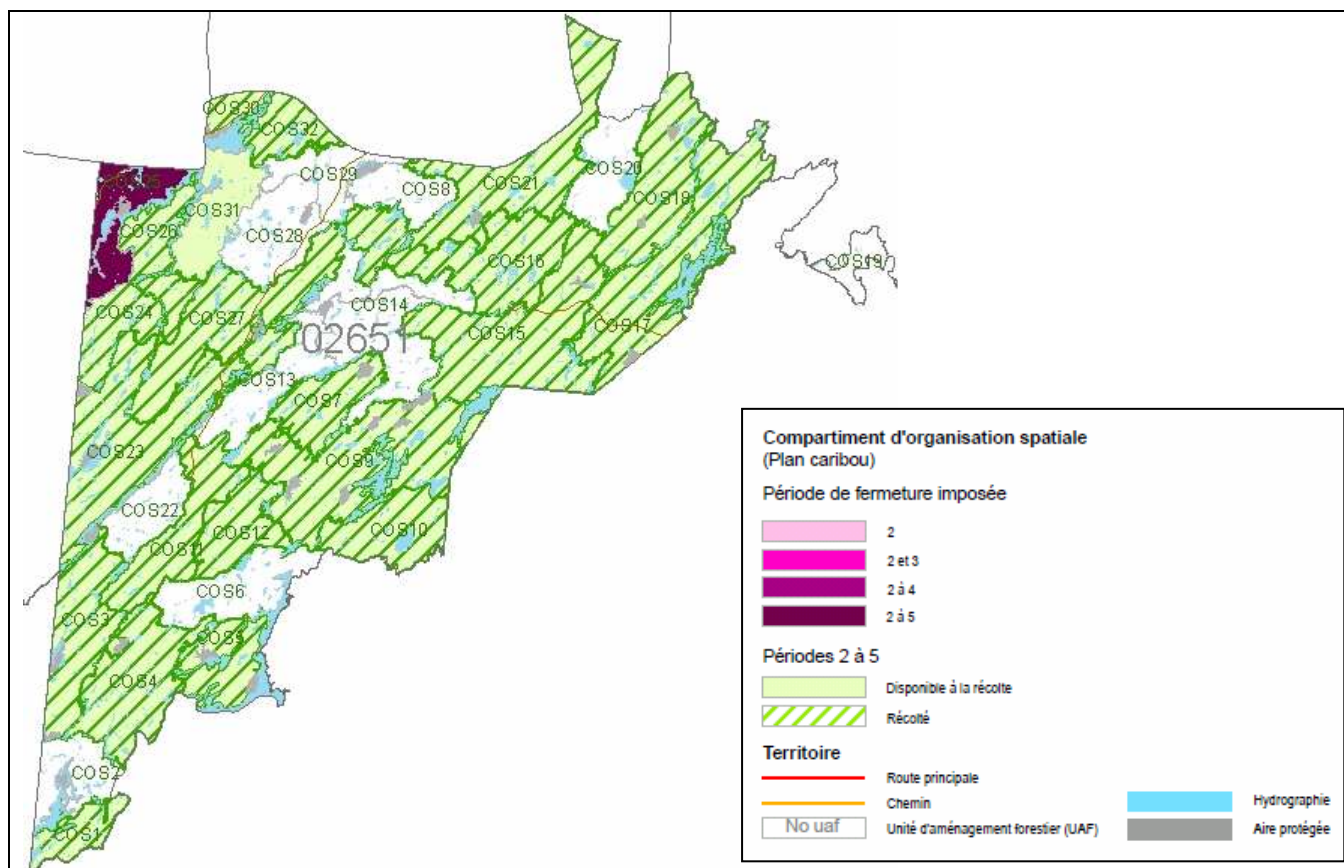 COS30
COS32
COS29
COS8
COS21
COS20
COS18
COS25
COS31
COS26
COS28
COS16
COS19
COS24
COS27
COS14
02651
COS15
COS17
COS13
COS7
COS23
COS9
COS22
COS12
COS10
COS11
COS6
COS3
COS5
COS4
COS2
COS1
Compartiment d'organisation spatiale
(Plan caribou)
Période de fermeture imposée
2
2 et 3
2 à 4
2 à 5
Périodes 2 à 5
Disponible à la récolte
Récolté
Territoire
Route principale
Chemin
Hydrographie
No uaf
Unité d'aménagement forestier (UAF)
Aire protégée